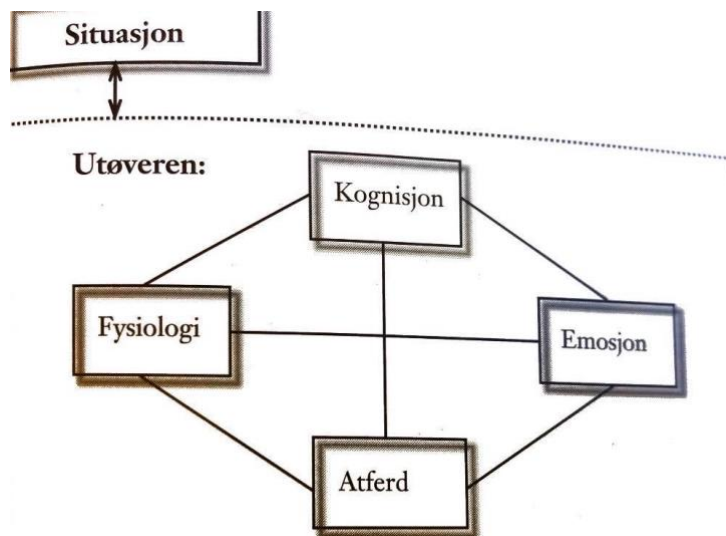 Situasjon
Utøveren:
Kognisjon
Fysiologi
Emosjon
Atferd